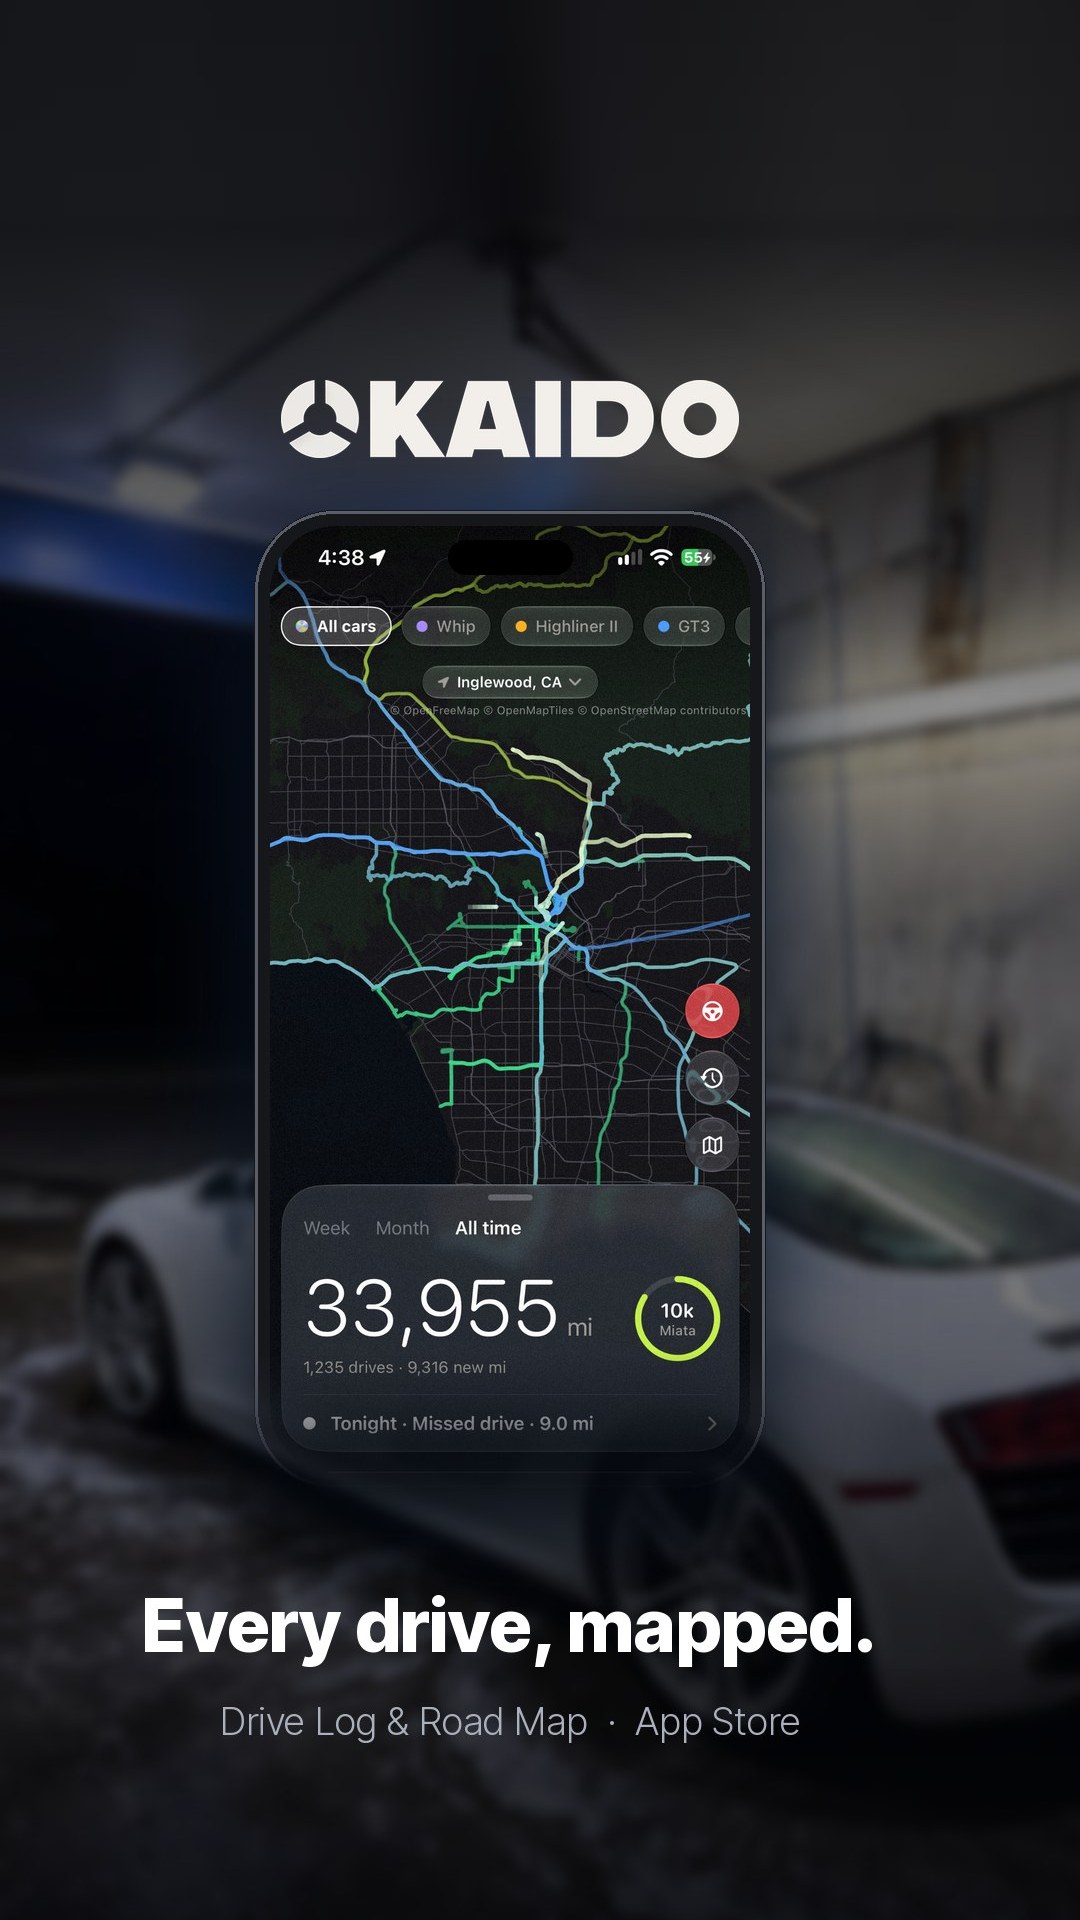 KAIDO
4:38
55
All cars
Whip
Highliner II
GT3
Inglewood, CA
© OpenFreeMap © OpenMapTiles © OpenStreetMap contributors
Week
Month
All time
33,955 mi
10k
Miata
1,235 drives · 9,316 new mi
Tonight · Missed drive · 9.0 mi
Every drive, mapped.
Drive Log & Road Map · App Store